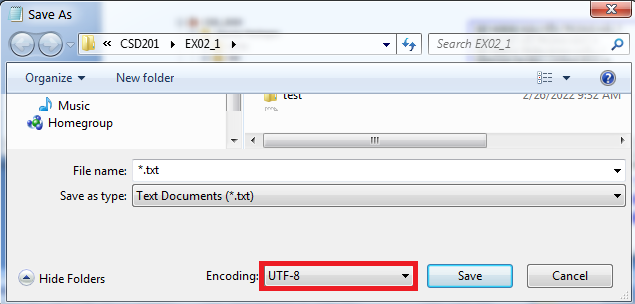 Save As
« CSD201 EX02_1
Search EX02_1
Organize New folder
Music
test 2/26/2022 9:32 AM
Homegroup
File name: *.txt
Save as type: Text Documents (*.txt)
Hide Folders Encoding: UTF-8 Save Cancel